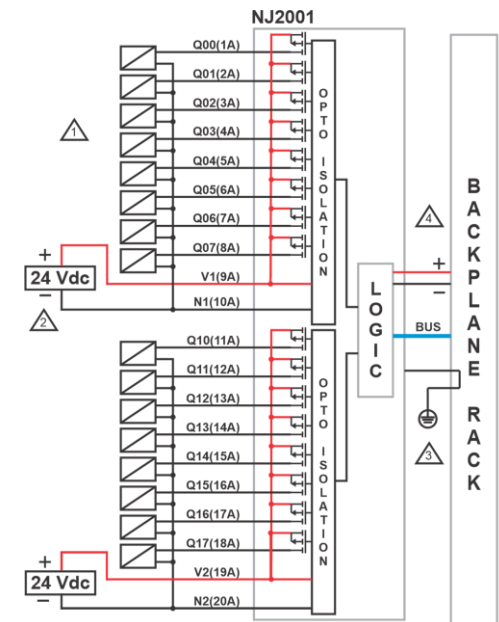 NJ2001
Q00(1A)
Q01(2A)
Q02(3A)
Q03(4A)
Q04(5A)
Q05(6A)
Q06(7A)
Q07(8A)
V1(9A)
N1(10A)
OPTO ISOLATION
1
+
24 Vdc
−
2
Q10(11A)
Q11(12A)
Q12(13A)
Q13(14A)
Q14(15A)
Q15(16A)
Q16(17A)
Q17(18A)
V2(19A)
N2(20A)
OPTO ISOLATION
+
24 Vdc
−
LOGIC
4
+
−
BUS
3
BACKPLANE RACK